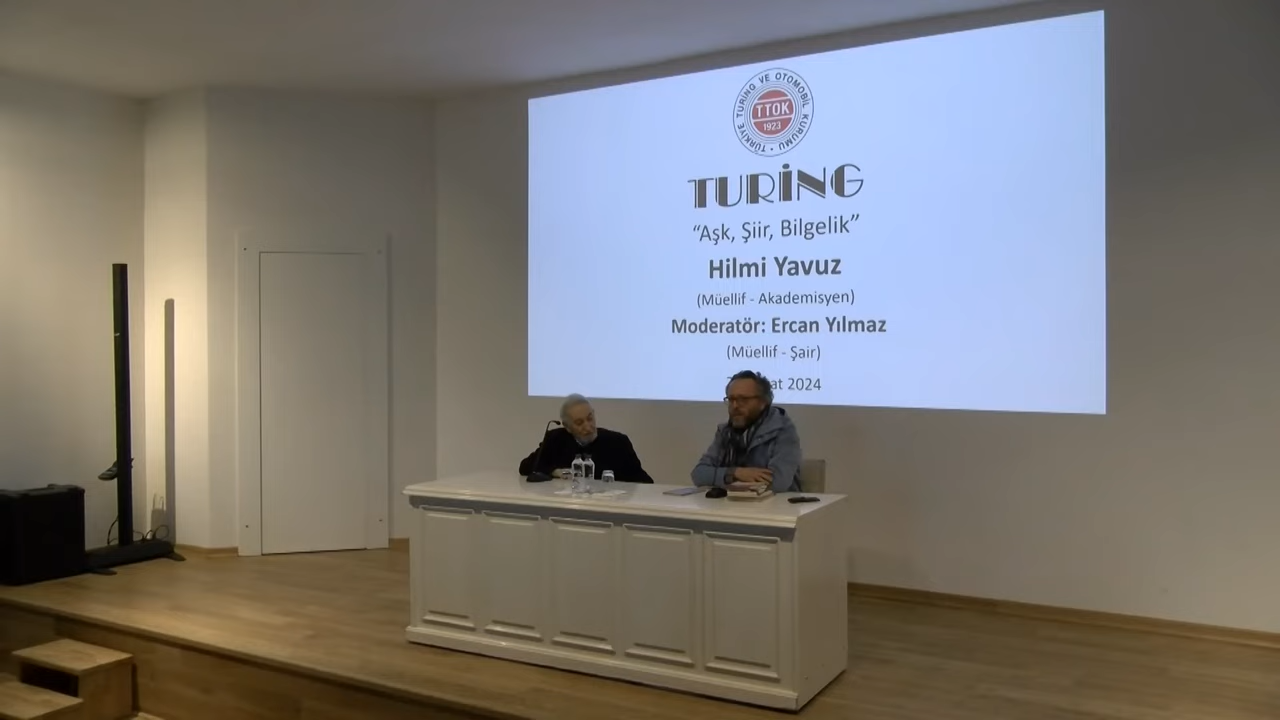 TÜRKİYE TURİNG VE OTOMOBİL KURUMU
TTOK
1923
TURİNG
“Aşk, Şiir, Bilgelik”
Hilmi Yavuz
(Müellif - Akademisyen)
Moderatör: Ercan Yılmaz
(Müellif - Şair)
2024